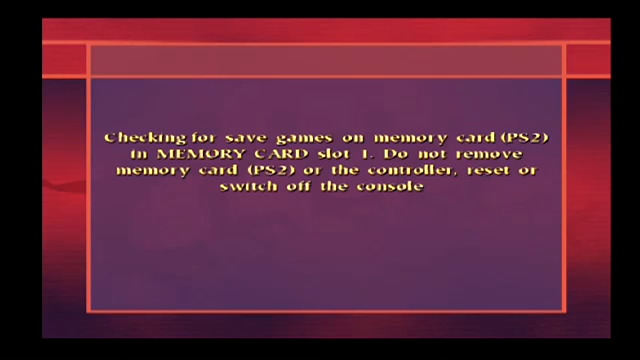 Checking for save games on memory card (PS2)
in MEMORY CARD slot 1. Do not remove
memory card (PS2) or the controller, reset or
switch off the console